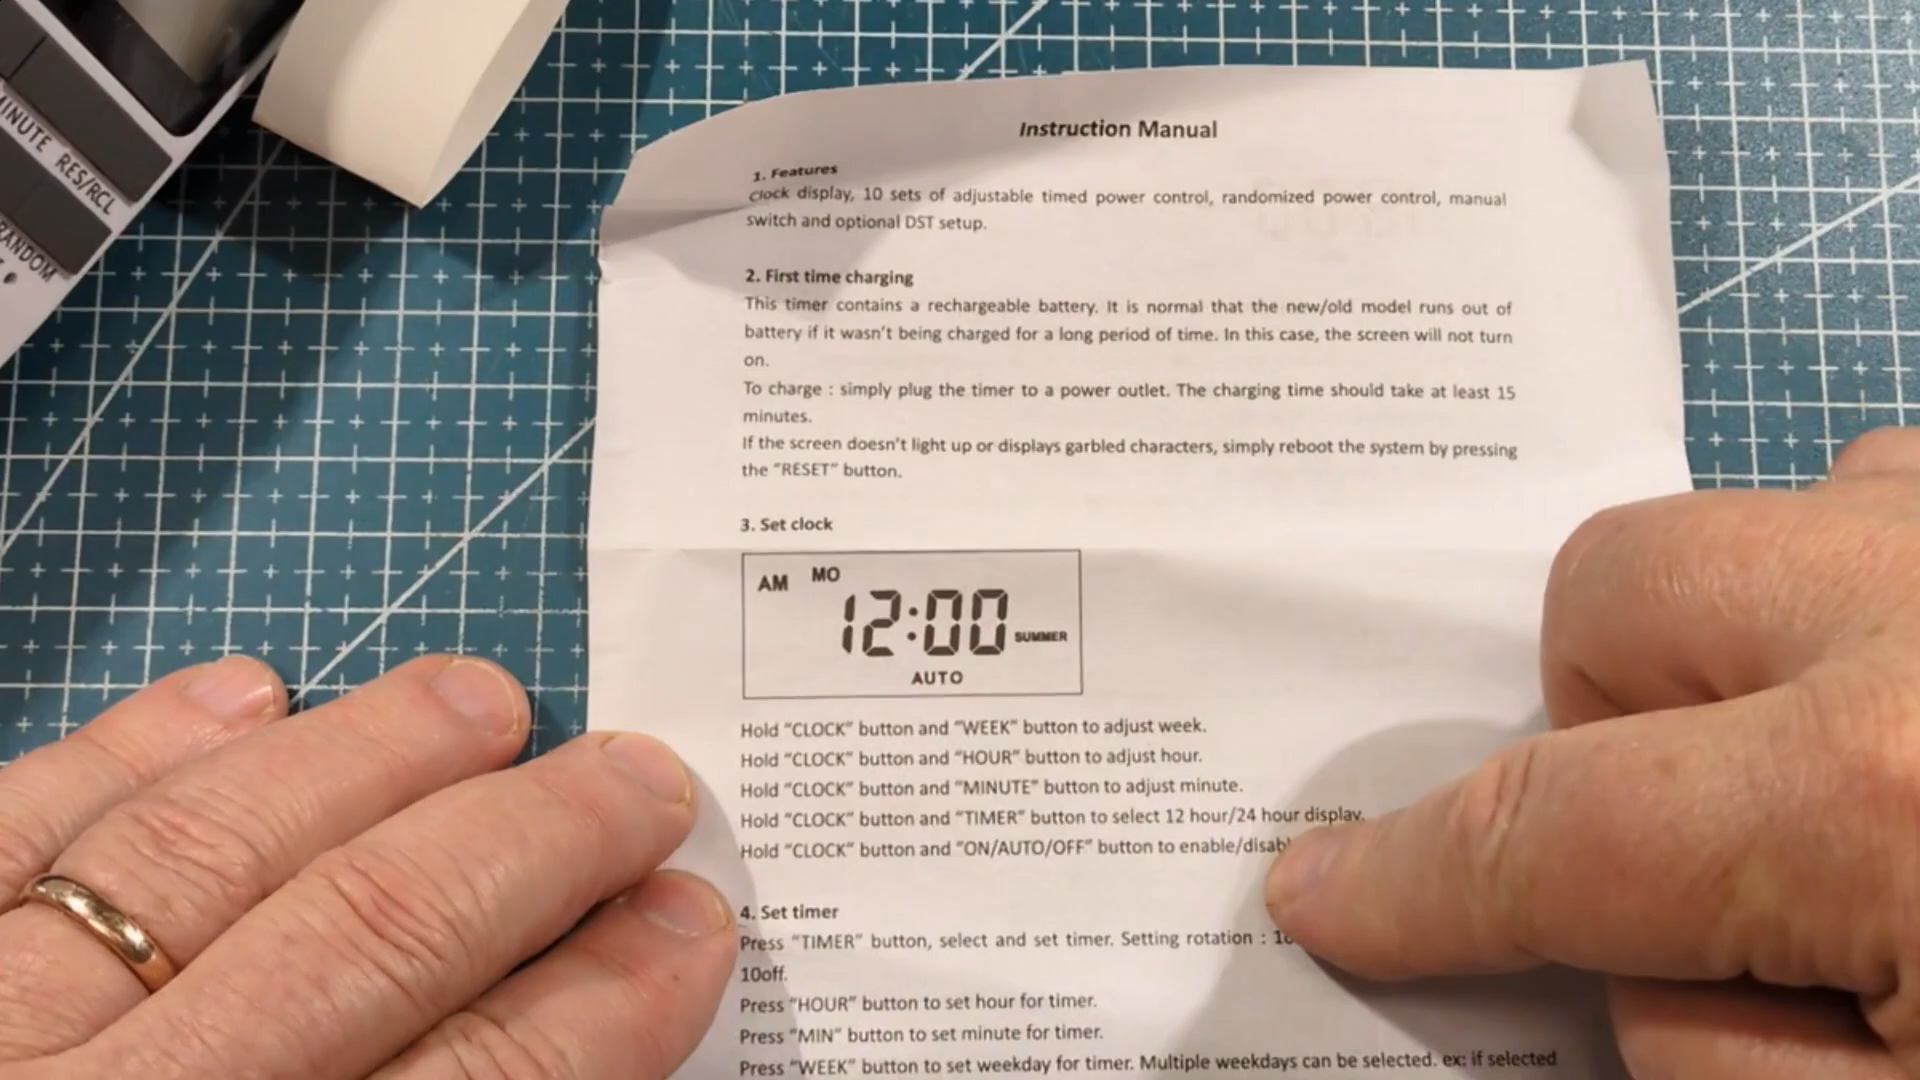 MINUTE RES/RCL
RANDOM
Instruction Manual
1. Features
Clock display, 10 sets of adjustable timed power control, randomized power control, manual
switch and optional DST setup.
2. First time charging
This timer contains a rechargeable battery. It is normal that the new/old model runs out of
battery if it wasn't being charged for a long period of time. In this case, the screen will not turn
on.
To charge : simply plug the timer to a power outlet. The charging time should take at least 15
minutes.
If the screen doesn't light up or displays garbled characters, simply reboot the system by pressing
the "RESET" button.
3. Set clock
AM MO
12:00 SUMMER
AUTO
Hold "CLOCK" button and "WEEK" button to adjust week.
Hold "CLOCK" button and "HOUR" button to adjust hour.
Hold "CLOCK" button and "MINUTE" button to adjust minute.
Hold "CLOCK" button and "TIMER" button to select 12 hour/24 hour display.
Hold "CLOCK" button and "ON/AUTO/OFF" button to
4. Set timer
Press "TIMER" button, select and set timer. Setting rotation :
10off.
Press "HOUR" button to set hour for timer.
Press "MIN" button to set minute for timer.
Press "WEEK" button to set weekday for timer. Multiple weekdays can be selected. ex: if selected